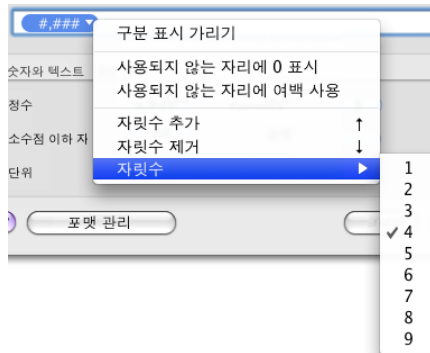 #,###
구분 표시 가리기
숫자와 텍스트
사용되지 않는 자리에 0 표시
사용되지 않는 자리에 여백 사용
정수
자릿수 추가 ↑
소수점 이하 자
자릿수 제거 ↓
단위
자릿수
1
2
3
✓ 4
5
6
7
8
9
포맷 관리